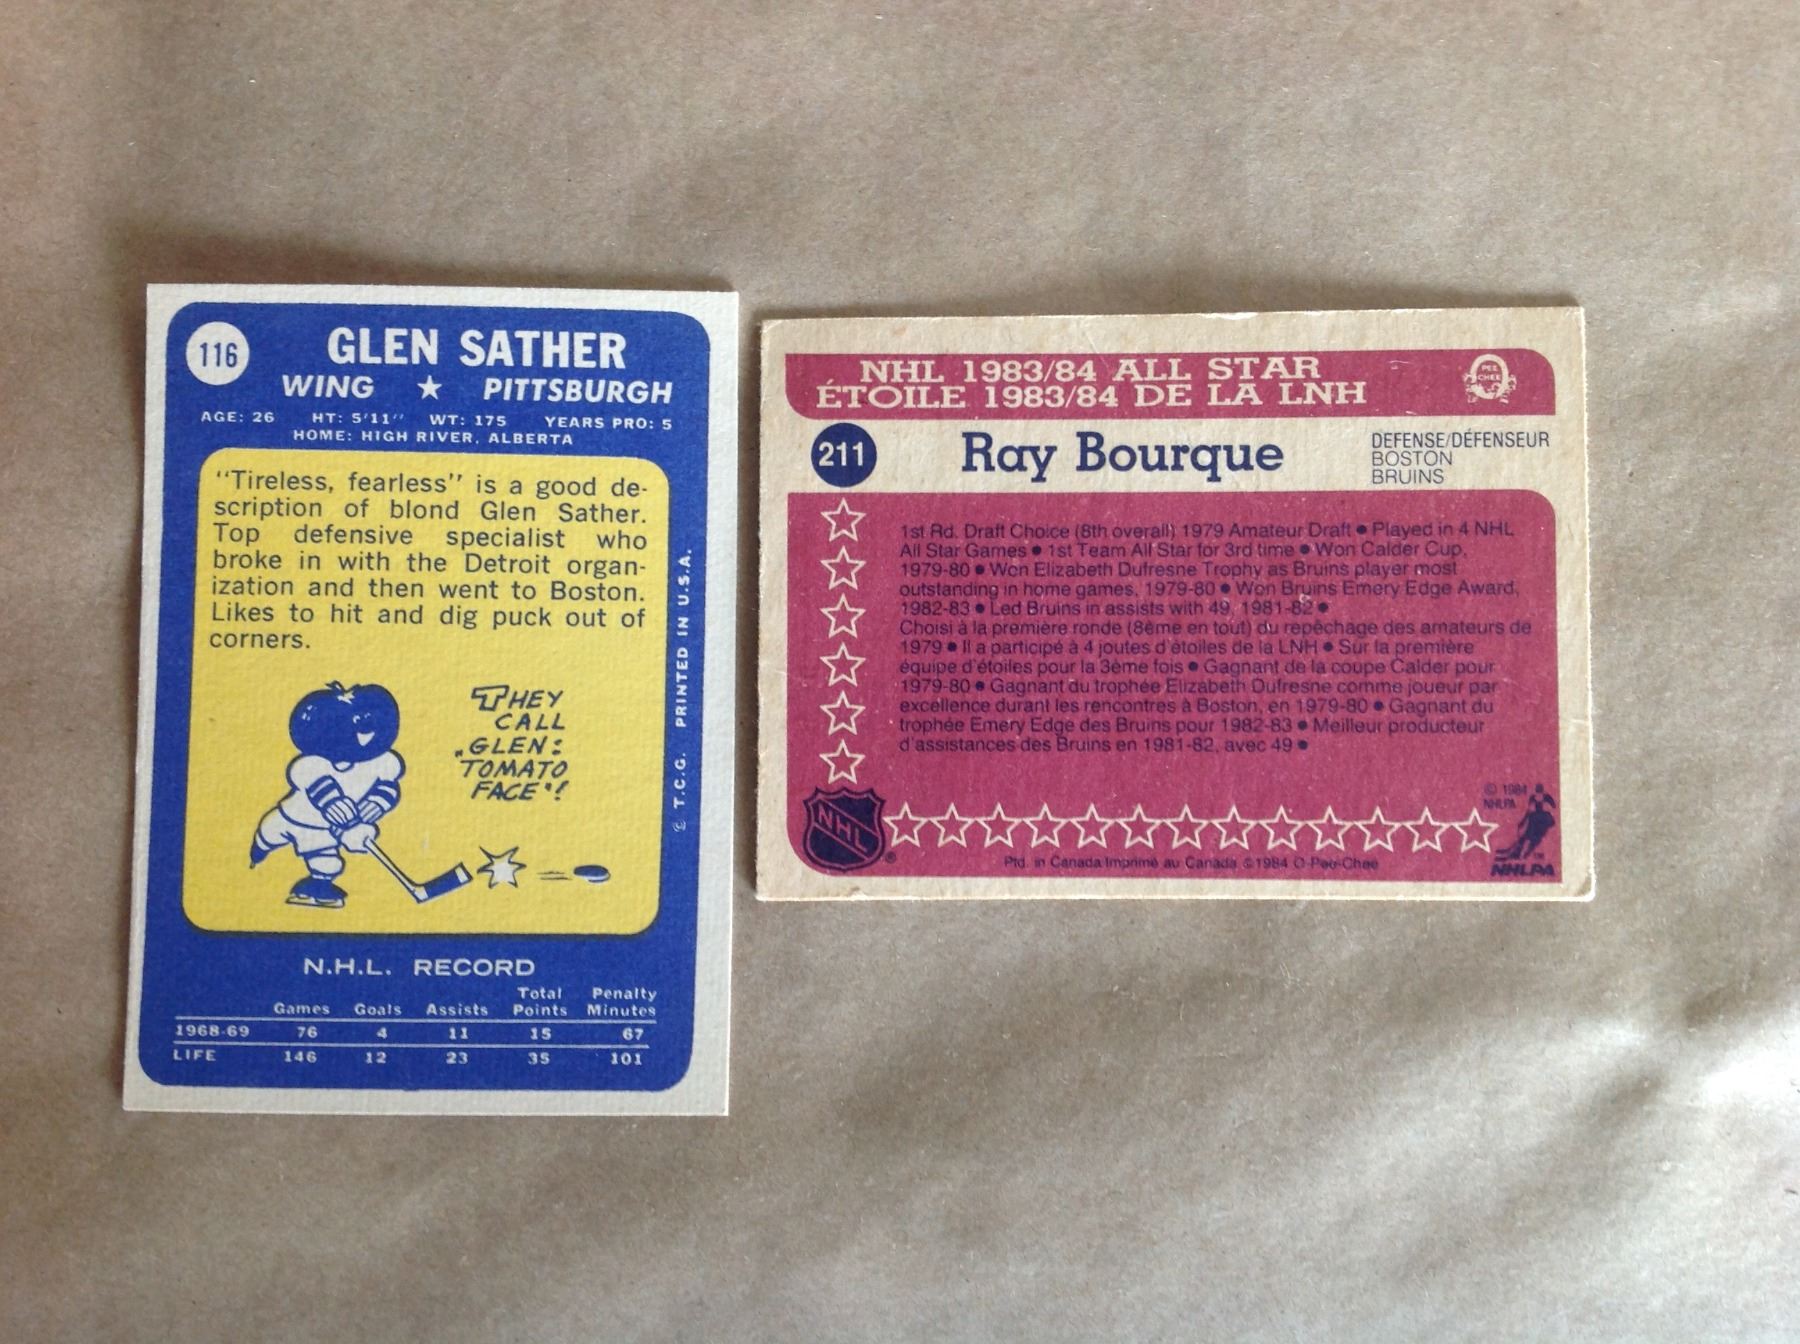 116
GLEN SATHER
WING ★ PITTSBURGH
AGE: 26 HT: 5'11'' WT: 175 YEARS PRO: 5
HOME: HIGH RIVER, ALBERTA
"Tireless, fearless" is a good de-
scription of blond Glen Sather.
Top defensive specialist who
broke in with the Detroit organ-
ization and then went to Boston.
Likes to hit and dig puck out of
corners.
THEY
CALL
"GLEN:
TOMATO
FACE"!
© T.C.G. PRINTED IN U.S.A.
N.H.L. RECORD
Games Goals Assists Total Points Penalty Minutes
1968-69 76 4 11 15 67
LIFE 146 12 23 35 101
NHL 1983/84 ALL STAR
ÉTOILE 1983/84 DE LA LNH
PEE
CHEE
211
Ray Bourque
DEFENSE/DÉFENSEUR
BOSTON
BRUINS
1st Rd. Draft Choice (8th overall) 1979 Amateur Draft ● Played in 4 NHL
All Star Games ● 1st Team All Star for 3rd time ● Won Calder Cup,
1979-80 ● Won Elizabeth Dufresne Trophy as Bruins player most
outstanding in home games, 1979-80 ● Won Bruins Emery Edge Award,
1982-83 ● Led Bruins in assists with 49, 1981-82 ●
Choisi à la première ronde (8ème en tout) du repêchage des amateurs de
1979 ● Il a participé à 4 joutes d'étoiles de la LNH ● Sur la première
équipe d'étoiles pour la 3ème fois ● Gagnant de la coupe Calder pour
1979-80 ● Gagnant du trophée Elizabeth Dufresne comme joueur par
excellence durant les rencontres à Boston, en 1979-80 ● Gagnant du
trophée Emery Edge des Bruins pour 1982-83 ● Meilleur producteur
d'assistances des Bruins en 1981-82, avec 49 ●
© 1984
NHLPA
NHL
®
Ptd. in Canada Imprimé au Canada ©1984 O-Pee-Chee
TM
NHLPA